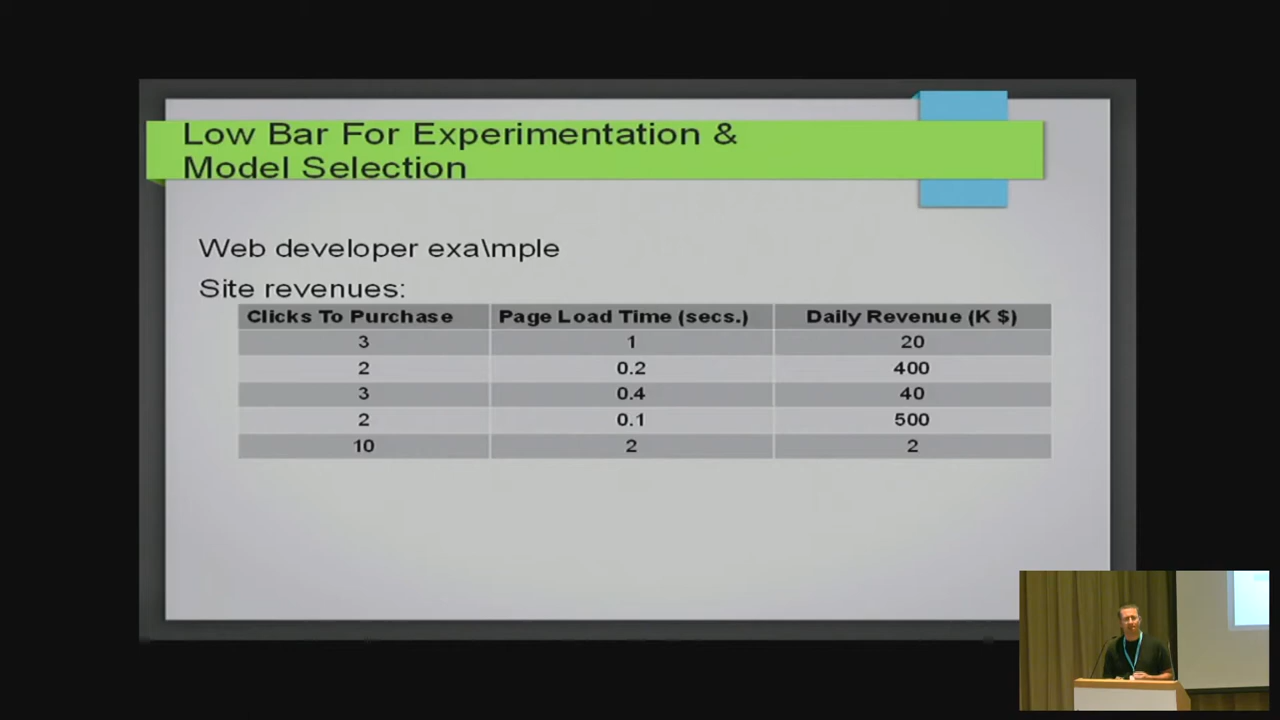 Low Bar For Experimentation &
Model Selection
Web developer exa\mple
Site revenues:
Clicks To Purchase Page Load Time (secs.) Daily Revenue (K $)
3 1 20
2 0.2 400
3 0.4 40
2 0.1 500
10 2 2